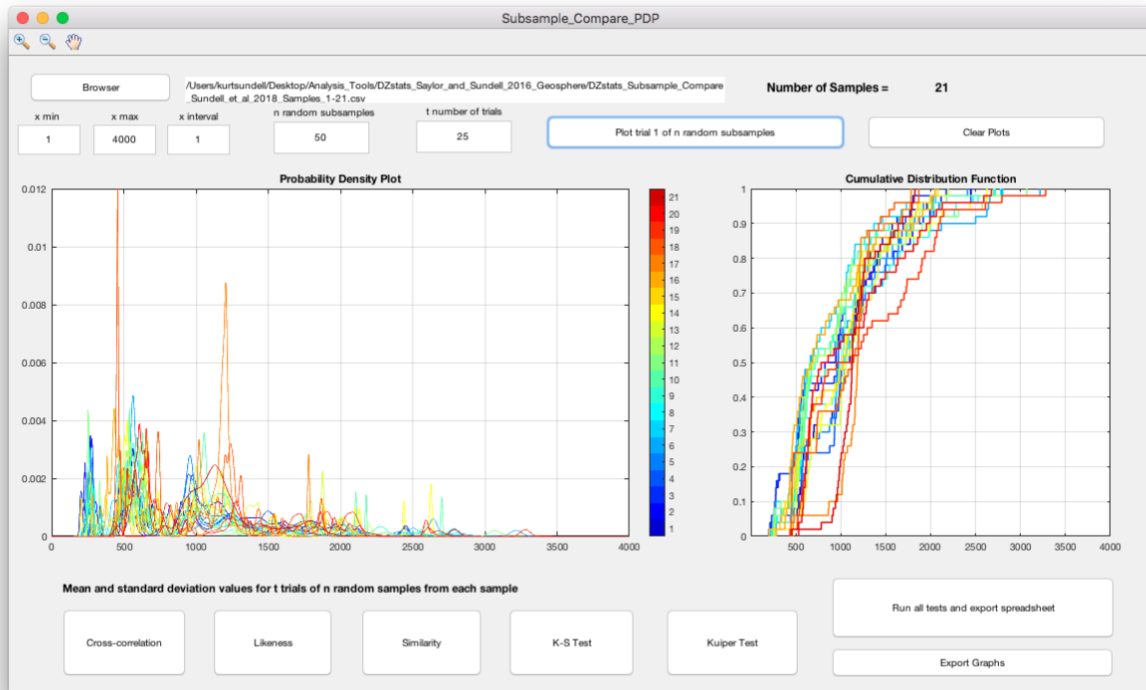 Subsample_Compare_PDP
Browser
/Users/kurtsundell/Desktop/Analysis_Tools/DZstats_Saylor_and_Sundell_2016_Geosphere/DZstats_Subsample_Compare
_Sundell_et_al_2018_Samples_1-21.csv
Number of Samples = 21
x min x max x interval n random subsamples t number of trials
1 4000 1 50 25
Plot trial 1 of n random subsamples
Clear Plots
Probability Density Plot
0.012
0.01
0.008
0.006
0.004
0.002
0
0 500 1000 1500 2000 2500 3000 3500 4000
21
20
19
18
17
16
15
14
13
12
11
10
9
8
7
6
5
4
3
2
1
Cumulative Distribution Function
1
0.9
0.8
0.7
0.6
0.5
0.4
0.3
0.2
0.1
0
500 1000 1500 2000 2500 3000 3500 4000
Mean and standard deviation values for t trials of n random samples from each sample
Cross-correlation
Likeness
Similarity
K-S Test
Kuiper Test
Run all tests and export spreadsheet
Export Graphs